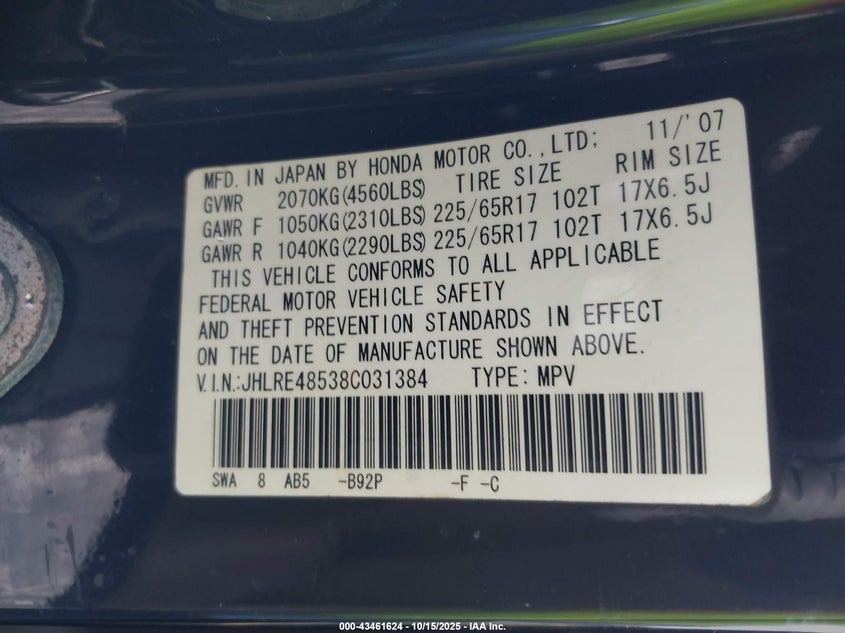 MFD. IN JAPAN BY HONDA MOTOR CO.,LTD; 11/'07
GVWR 2070KG(4560LBS) TIRE SIZE RIM SIZE
GAWR F 1050KG(2310LBS) 225/65R17 102T 17X6.5J
GAWR R 1040KG(2290LBS) 225/65R17 102T 17X6.5J
THIS VEHICLE CONFORMS TO ALL APPLICABLE
FEDERAL MOTOR VEHICLE SAFETY
AND THEFT PREVENTION STANDARDS IN EFFECT
ON THE DATE OF MANUFACTURE SHOWN ABOVE.
V.I.N.:JHLRE48538C031384 TYPE: MPV
SWA 8 AB5 -B92P -F -C
000-43461624 - 10/15/2025 - IAA Inc.